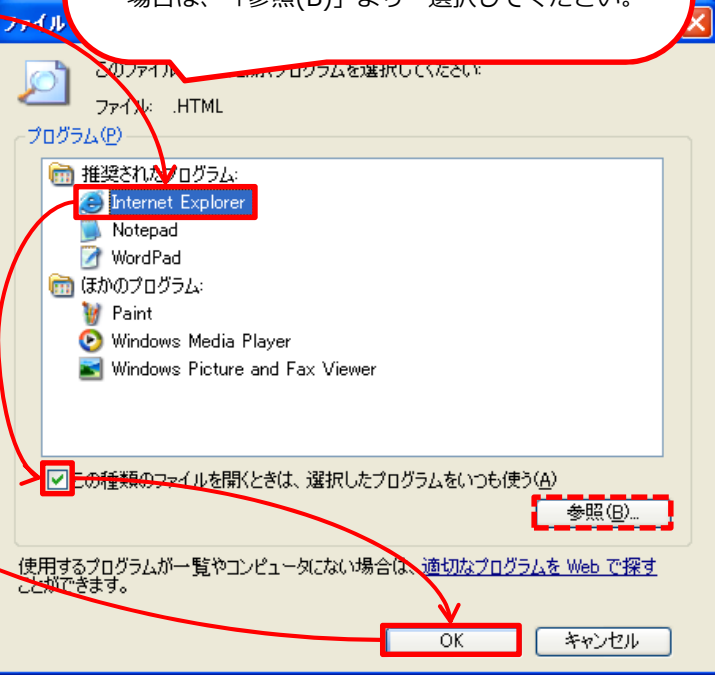 場合は、「参照(B)」より 選択してください。
ファイル
このファイル を開くプログラムを選択してください:
ファイル: .HTML
プログラム(P)
推奨されたプログラム:
Internet Explorer
Notepad
WordPad
ほかのプログラム:
Paint
Windows Media Player
Windows Picture and Fax Viewer
この種類のファイルを開くときは、選択したプログラムをいつも使う(A)
参照(B)...
使用するプログラムが一覧やコンピュータにない場合は、適切なプログラムを Web で探す
ことができます。
OK キャンセル